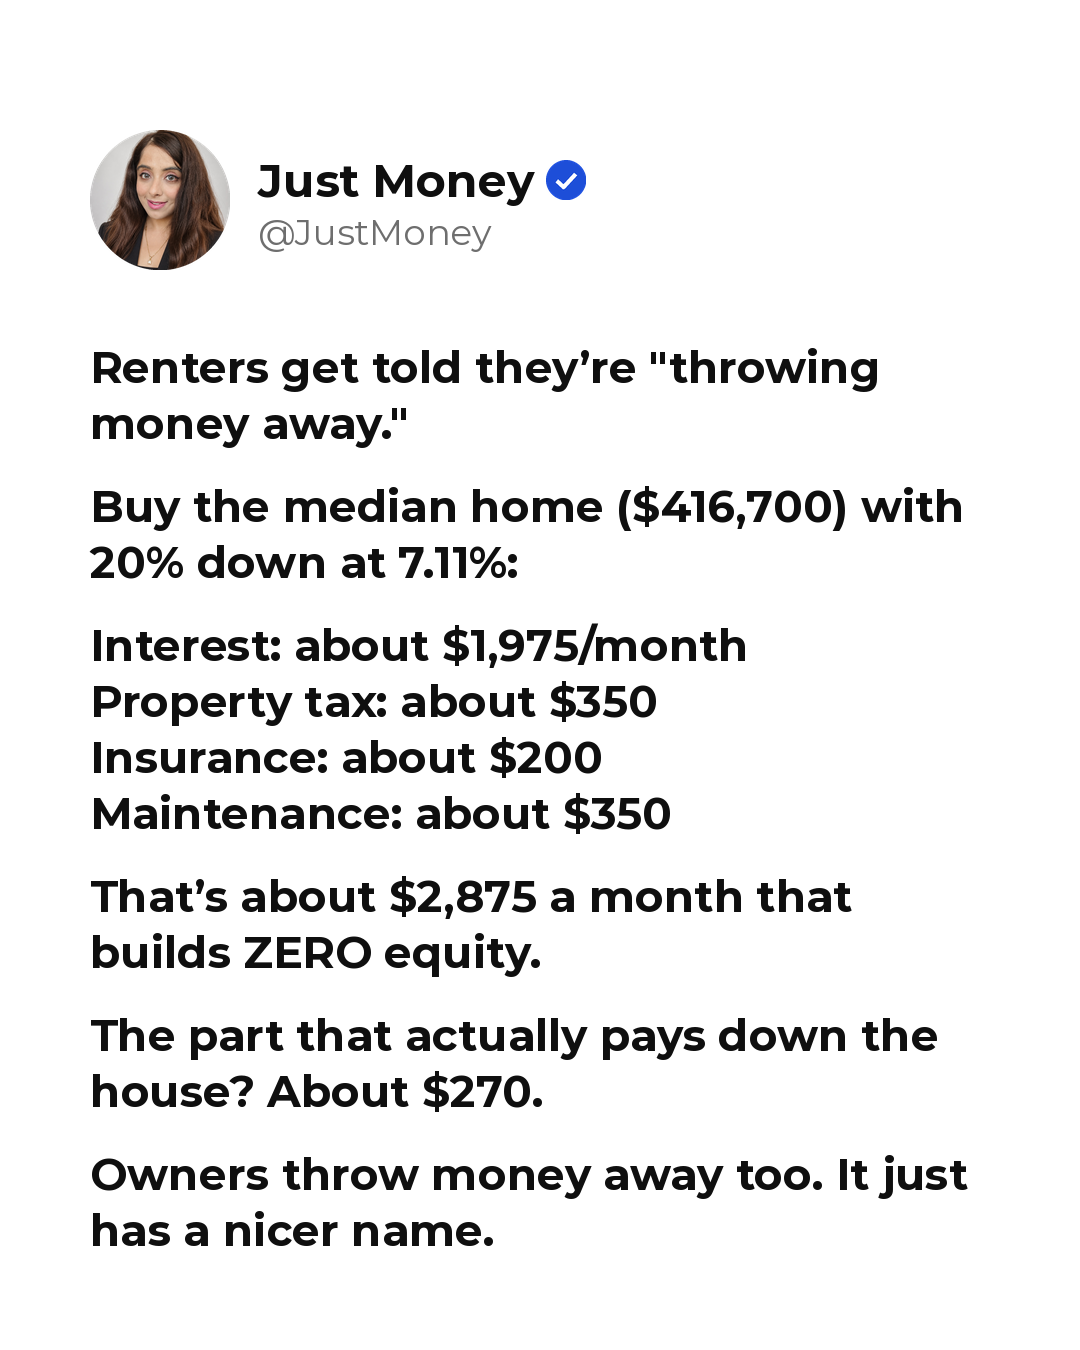 Just Money
@JustMoney
Renters get told they’re "throwing
money away."
Buy the median home ($416,700) with
20% down at 7.11%:
Interest: about $1,975/month
Property tax: about $350
Insurance: about $200
Maintenance: about $350
That’s about $2,875 a month that
builds ZERO equity.
The part that actually pays down the
house? About $270.
Owners throw money away too. It just
has a nicer name.